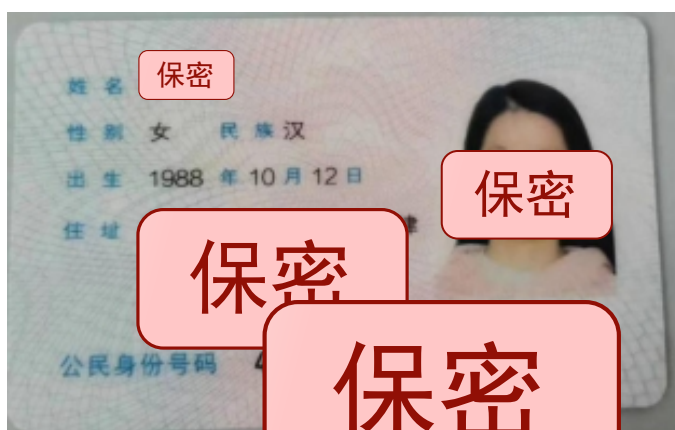 姓名 保密
性别 女 民族 汉
出生 1988 年 10 月 12 日
保密
住址
保密
公民身份号码
保密